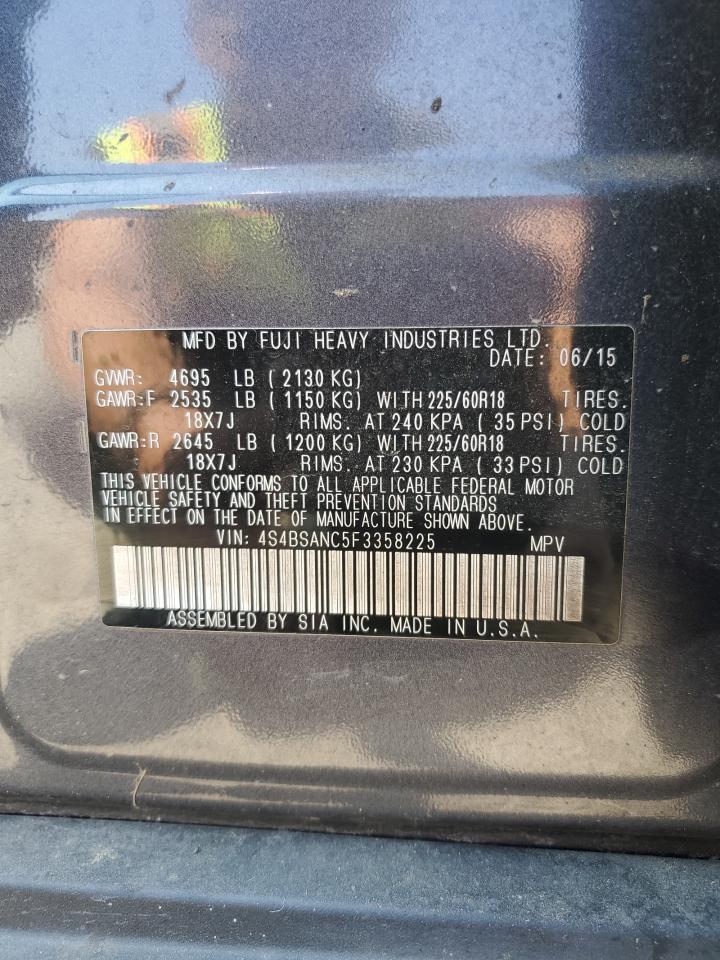 MFD BY FUJI HEAVY INDUSTRIES LTD.
DATE: 06/15
GVWR: 4695 LB ( 2130 KG)
GAWR:F 2535 LB ( 1150 KG) WITH 225/60R18 TIRES.
18X7J RIMS. AT 240 KPA ( 35 PSI) COLD
GAWR:R 2645 LB ( 1200 KG) WITH 225/60R18 TIRES.
18X7J RIMS. AT 230 KPA ( 33 PSI) COLD
THIS VEHICLE CONFORMS TO ALL APPLICABLE FEDERAL MOTOR
VEHICLE SAFETY AND THEFT PREVENTION STANDARDS
IN EFFECT ON THE DATE OF MANUFACTURE SHOWN ABOVE.
VIN: 4S4BSANC5F3358225 MPV
ASSEMBLED BY SIA INC. MADE IN U.S.A.